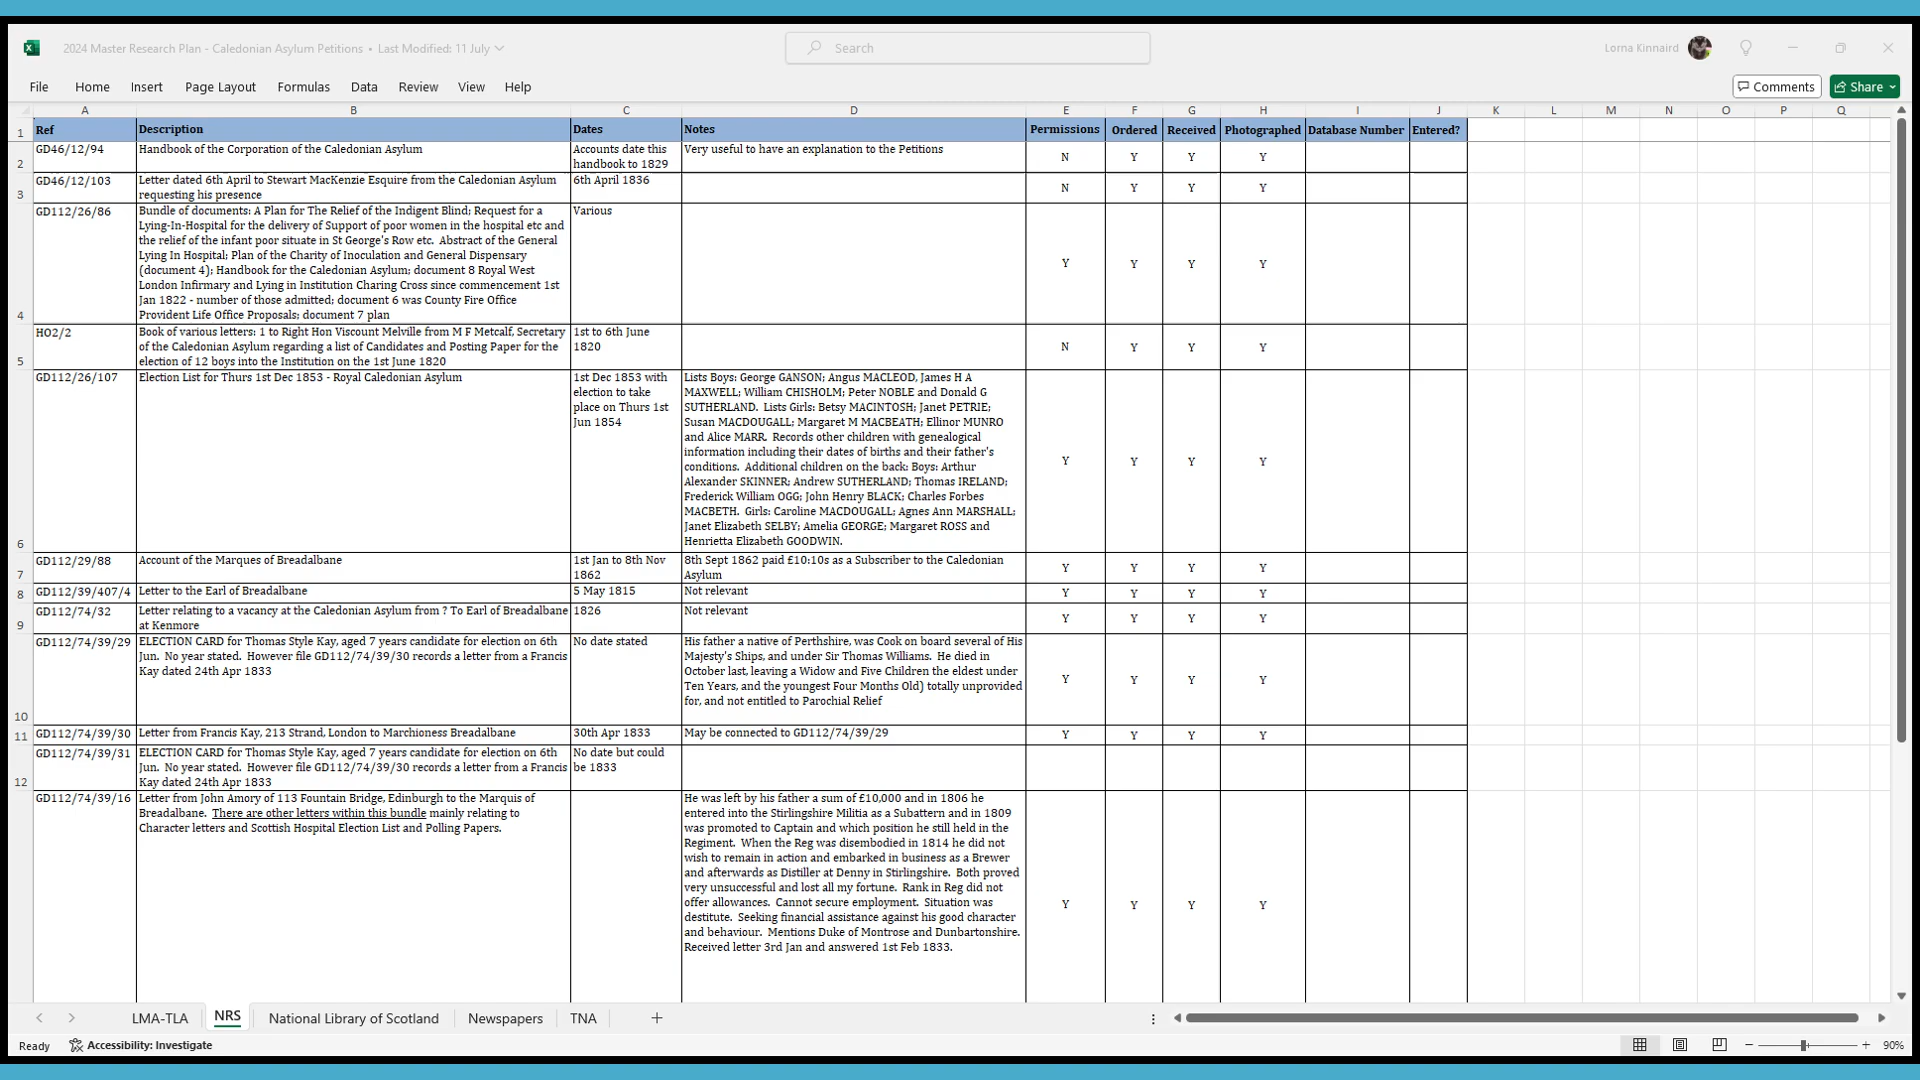 2024 Master Research Plan - Caledonian Asylum Petitions • Last Modified: 11 July
Search
Lorna Kinnaird
File Home Insert Page Layout Formulas Data Review View Help
Comments Share
A B C D E F G H I J K L M N O P Q
1 Ref Description Dates Notes Permissions Ordered Received Photographed Database Number Entered?
2 GD46/12/94
Handbook of the Corporation of the Caledonian Asylum
Accounts date this
handbook to 1829
Very useful to have an explanation to the Petitions
N Y Y Y
3 GD46/12/103
Letter dated 6th April to Stewart MacKenzie Esquire from the Caledonian Asylum
requesting his presence
6th April 1836
N Y Y Y
4 GD112/26/86
Bundle of documents: A Plan for The Relief of the Indigent Blind; Request for a
Lying-In-Hospital for the delivery of Support of poor women in the hospital etc and
the relief of the infant poor situate in St George's Row etc. Abstract of the General
Lying In Hospital; Plan of the Charity of Inoculation and General Dispensary
(document 4); Handbook for the Caledonian Asylum; document 8 Royal West
London Infirmary and Lying in Institution Charing Cross since commencement 1st
Jan 1822 - number of those admitted; document 6 was County Fire Office
Provident Life Office Proposals; document 7 plan
Various
Y Y Y Y
5 HO2/2
Book of various letters: 1 to Right Hon Viscount Melville from M F Metcalf, Secretary
of the Caledonian Asylum regarding a list of Candidates and Posting Paper for the
election of 12 boys into the Institution on the 1st June 1820
1st to 6th June
1820
N Y Y Y
6 GD112/26/107
Election List for Thurs 1st Dec 1853 - Royal Caledonian Asylum
1st Dec 1853 with
election to take
place on Thurs 1st
Jun 1854
Lists Boys: George GANSON; Angus MACLEOD, James H A
MAXWELL; William CHISHOLM; Peter NOBLE and Donald G
SUTHERLAND. Lists Girls: Betsy MACINTOSH; Janet PETRIE;
Susan MACDOUGALL; Margaret M MACBEATH; Ellinor MUNRO
and Alice MARR. Records other children with genealogical
information including their dates of births and their father's
conditions. Additional children on the back: Boys: Arthur
Alexander SKINNER; Andrew SUTHERLAND; Thomas IRELAND;
Frederick William OGG; John Henry BLACK; Charles Forbes
MACBETH. Girls: Caroline MACDOUGALL; Agnes Ann MARSHALL;
Janet Elizabeth SELBY; Amelia GEORGE; Margaret ROSS and
Henrietta Elizabeth GOODWIN.
Y Y Y Y
7 GD112/29/88
Account of the Marques of Breadalbane
1st Jan to 8th Nov
1862
8th Sept 1862 paid £10:10s as a Subscriber to the Caledonian
Asylum
Y Y Y Y
8 GD112/39/407/4
Letter to the Earl of Breadalbane
5 May 1815
Not relevant
Y Y Y Y
9 GD112/74/32
Letter relating to a vacancy at the Caledonian Asylum from ? To Earl of Breadalbane
at Kenmore
1826
Not relevant
Y Y Y Y
10 GD112/74/39/29
ELECTION CARD for Thomas Style Kay, aged 7 years candidate for election on 6th
Jun. No year stated. However file GD112/74/39/30 records a letter from a Francis
Kay dated 24th Apr 1833
No date stated
His father a native of Perthshire, was Cook on board several of His
Majesty's Ships, and under Sir Thomas Williams. He died in
October last, leaving a Widow and Five Children the eldest under
Ten Years, and the youngest Four Months Old) totally unprovided
for, and not entitled to Parochial Relief
Y Y Y Y
11 GD112/74/39/30
Letter from Francis Kay, 213 Strand, London to Marchioness Breadalbane
30th Apr 1833
May be connected to GD112/74/39/29
Y Y Y Y
12 GD112/74/39/31
ELECTION CARD for Thomas Style Kay, aged 7 years candidate for election on 6th
Jun. No year stated. However file GD112/74/39/30 records a letter from a Francis
Kay dated 24th Apr 1833
No date but could
be 1833
GD112/74/39/16
Letter from John Amory of 113 Fountain Bridge, Edinburgh to the Marquis of
Breadalbane. There are other letters within this bundle mainly relating to
Character letters and Scottish Hospital Election List and Polling Papers.
He was left by his father a sum of £10,000 and in 1806 he
entered into the Stirlingshire Militia as a Subattern and in 1809
was promoted to Captain and which position he still held in the
Regiment. When the Reg was disembodied in 1814 he did not
wish to remain in action and embarked in business as a Brewer
and afterwards as Distiller at Denny in Stirlingshire. Both proved
very unsuccessful and lost all my fortune. Rank in Reg did not
offer allowances. Cannot secure employment. Situation was
destitute. Seeking financial assistance against his good character
and behaviour. Mentions Duke of Montrose and Dunbartonshire.
Received letter 3rd Jan and answered 1st Feb 1833.
Y Y Y Y
LMA-TLA NRS National Library of Scotland Newspapers TNA
Ready Accessibility: Investigate 90%